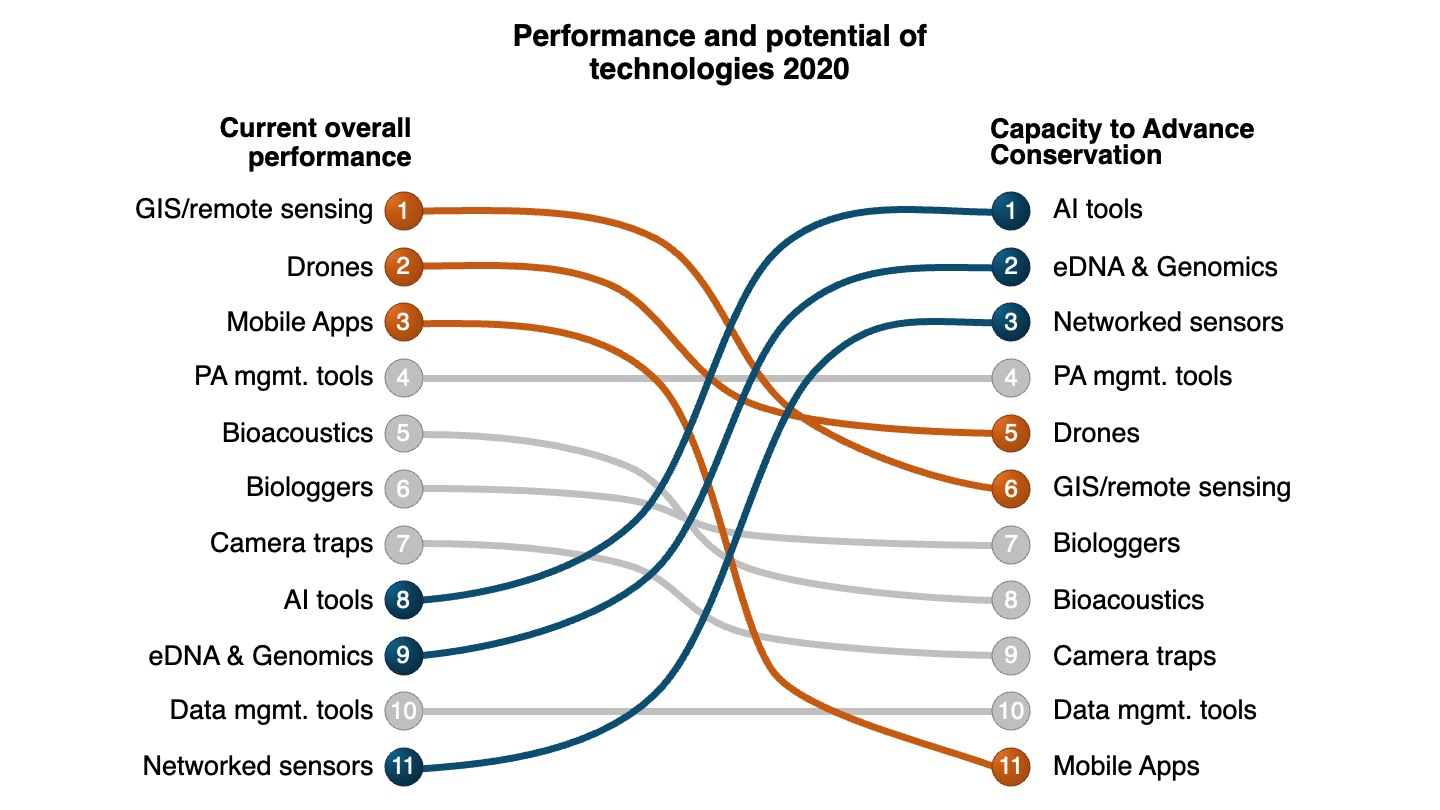 Performance and potential of
technologies 2020
Current overall
performance
Capacity to Advance
Conservation
GIS/remote sensing 1
1 AI tools
Drones 2
2 eDNA & Genomics
Mobile Apps 3
3 Networked sensors
PA mgmt. tools 4
4 PA mgmt. tools
Bioacoustics 5
5 Drones
Biologgers 6
6 GIS/remote sensing
Camera traps 7
7 Biologgers
AI tools 8
8 Bioacoustics
eDNA & Genomics 9
9 Camera traps
Data mgmt. tools 10
10 Data mgmt. tools
Networked sensors 11
11 Mobile Apps